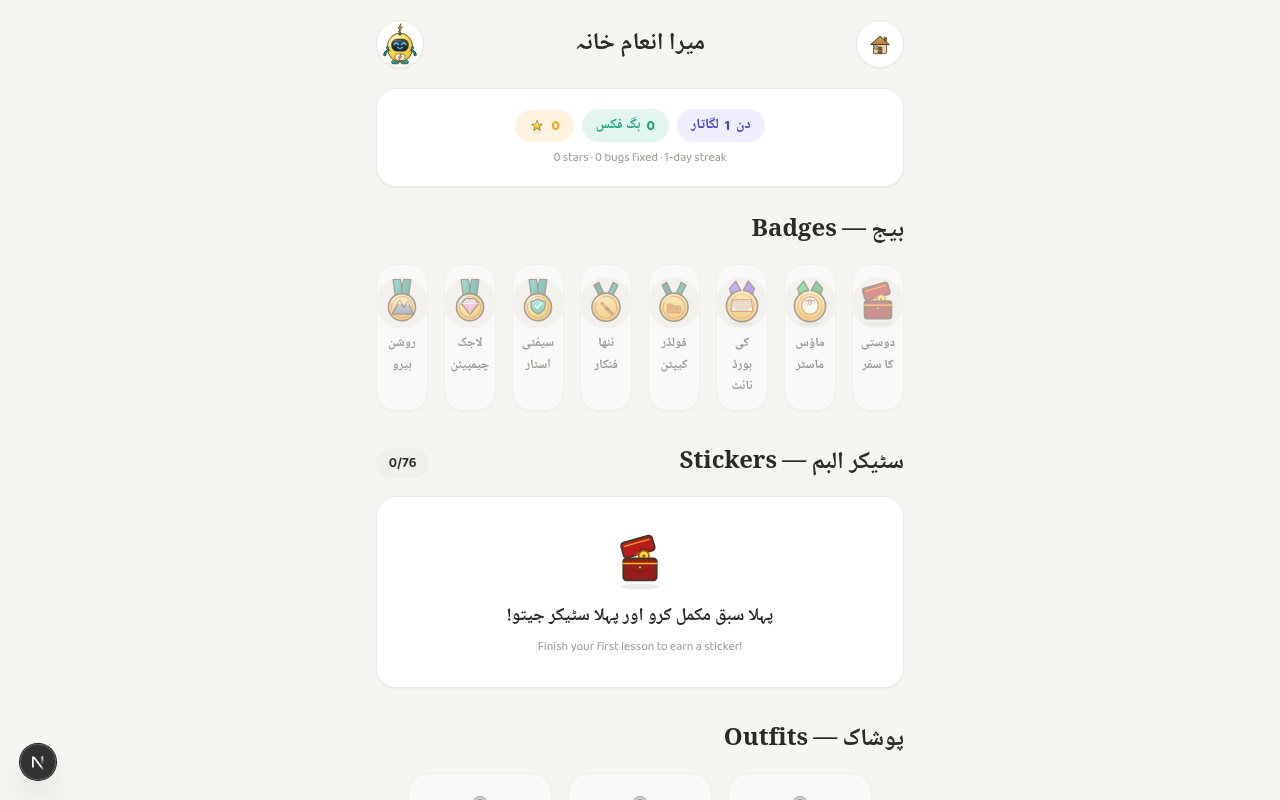 میرا انعام خانہ
دن 1 لگاتار
0 بگ فکس
0
0 stars · 0 bugs fixed · 1-day streak
بیج — Badges
دوستی کا سفر
ماؤس ماسٹر
کی بورڈ نائٹ
فولڈر کیپٹن
ننھا فنکار
سیفٹی اسٹار
لاجک چیمپیئن
روشن ہیرو
سٹیکر البم — Stickers
0/76
پہلا سبق مکمل کرو اور پہلا سٹیکر جیتو!
Finish your first lesson to earn a sticker!
پوشاک — Outfits
N